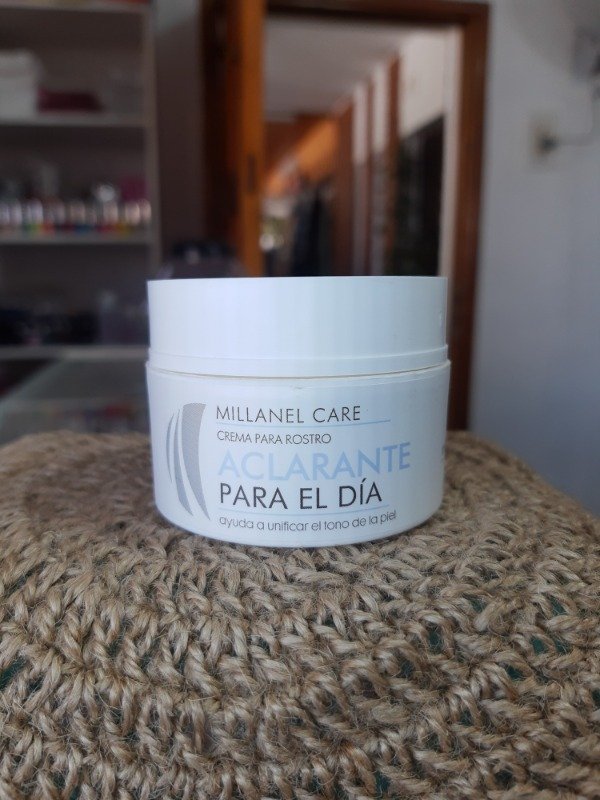 MILLANEL CARE
CREMA PARA ROSTRO
ACLARANTE
PARA EL DÍA
ayuda a unificar el tono de la piel